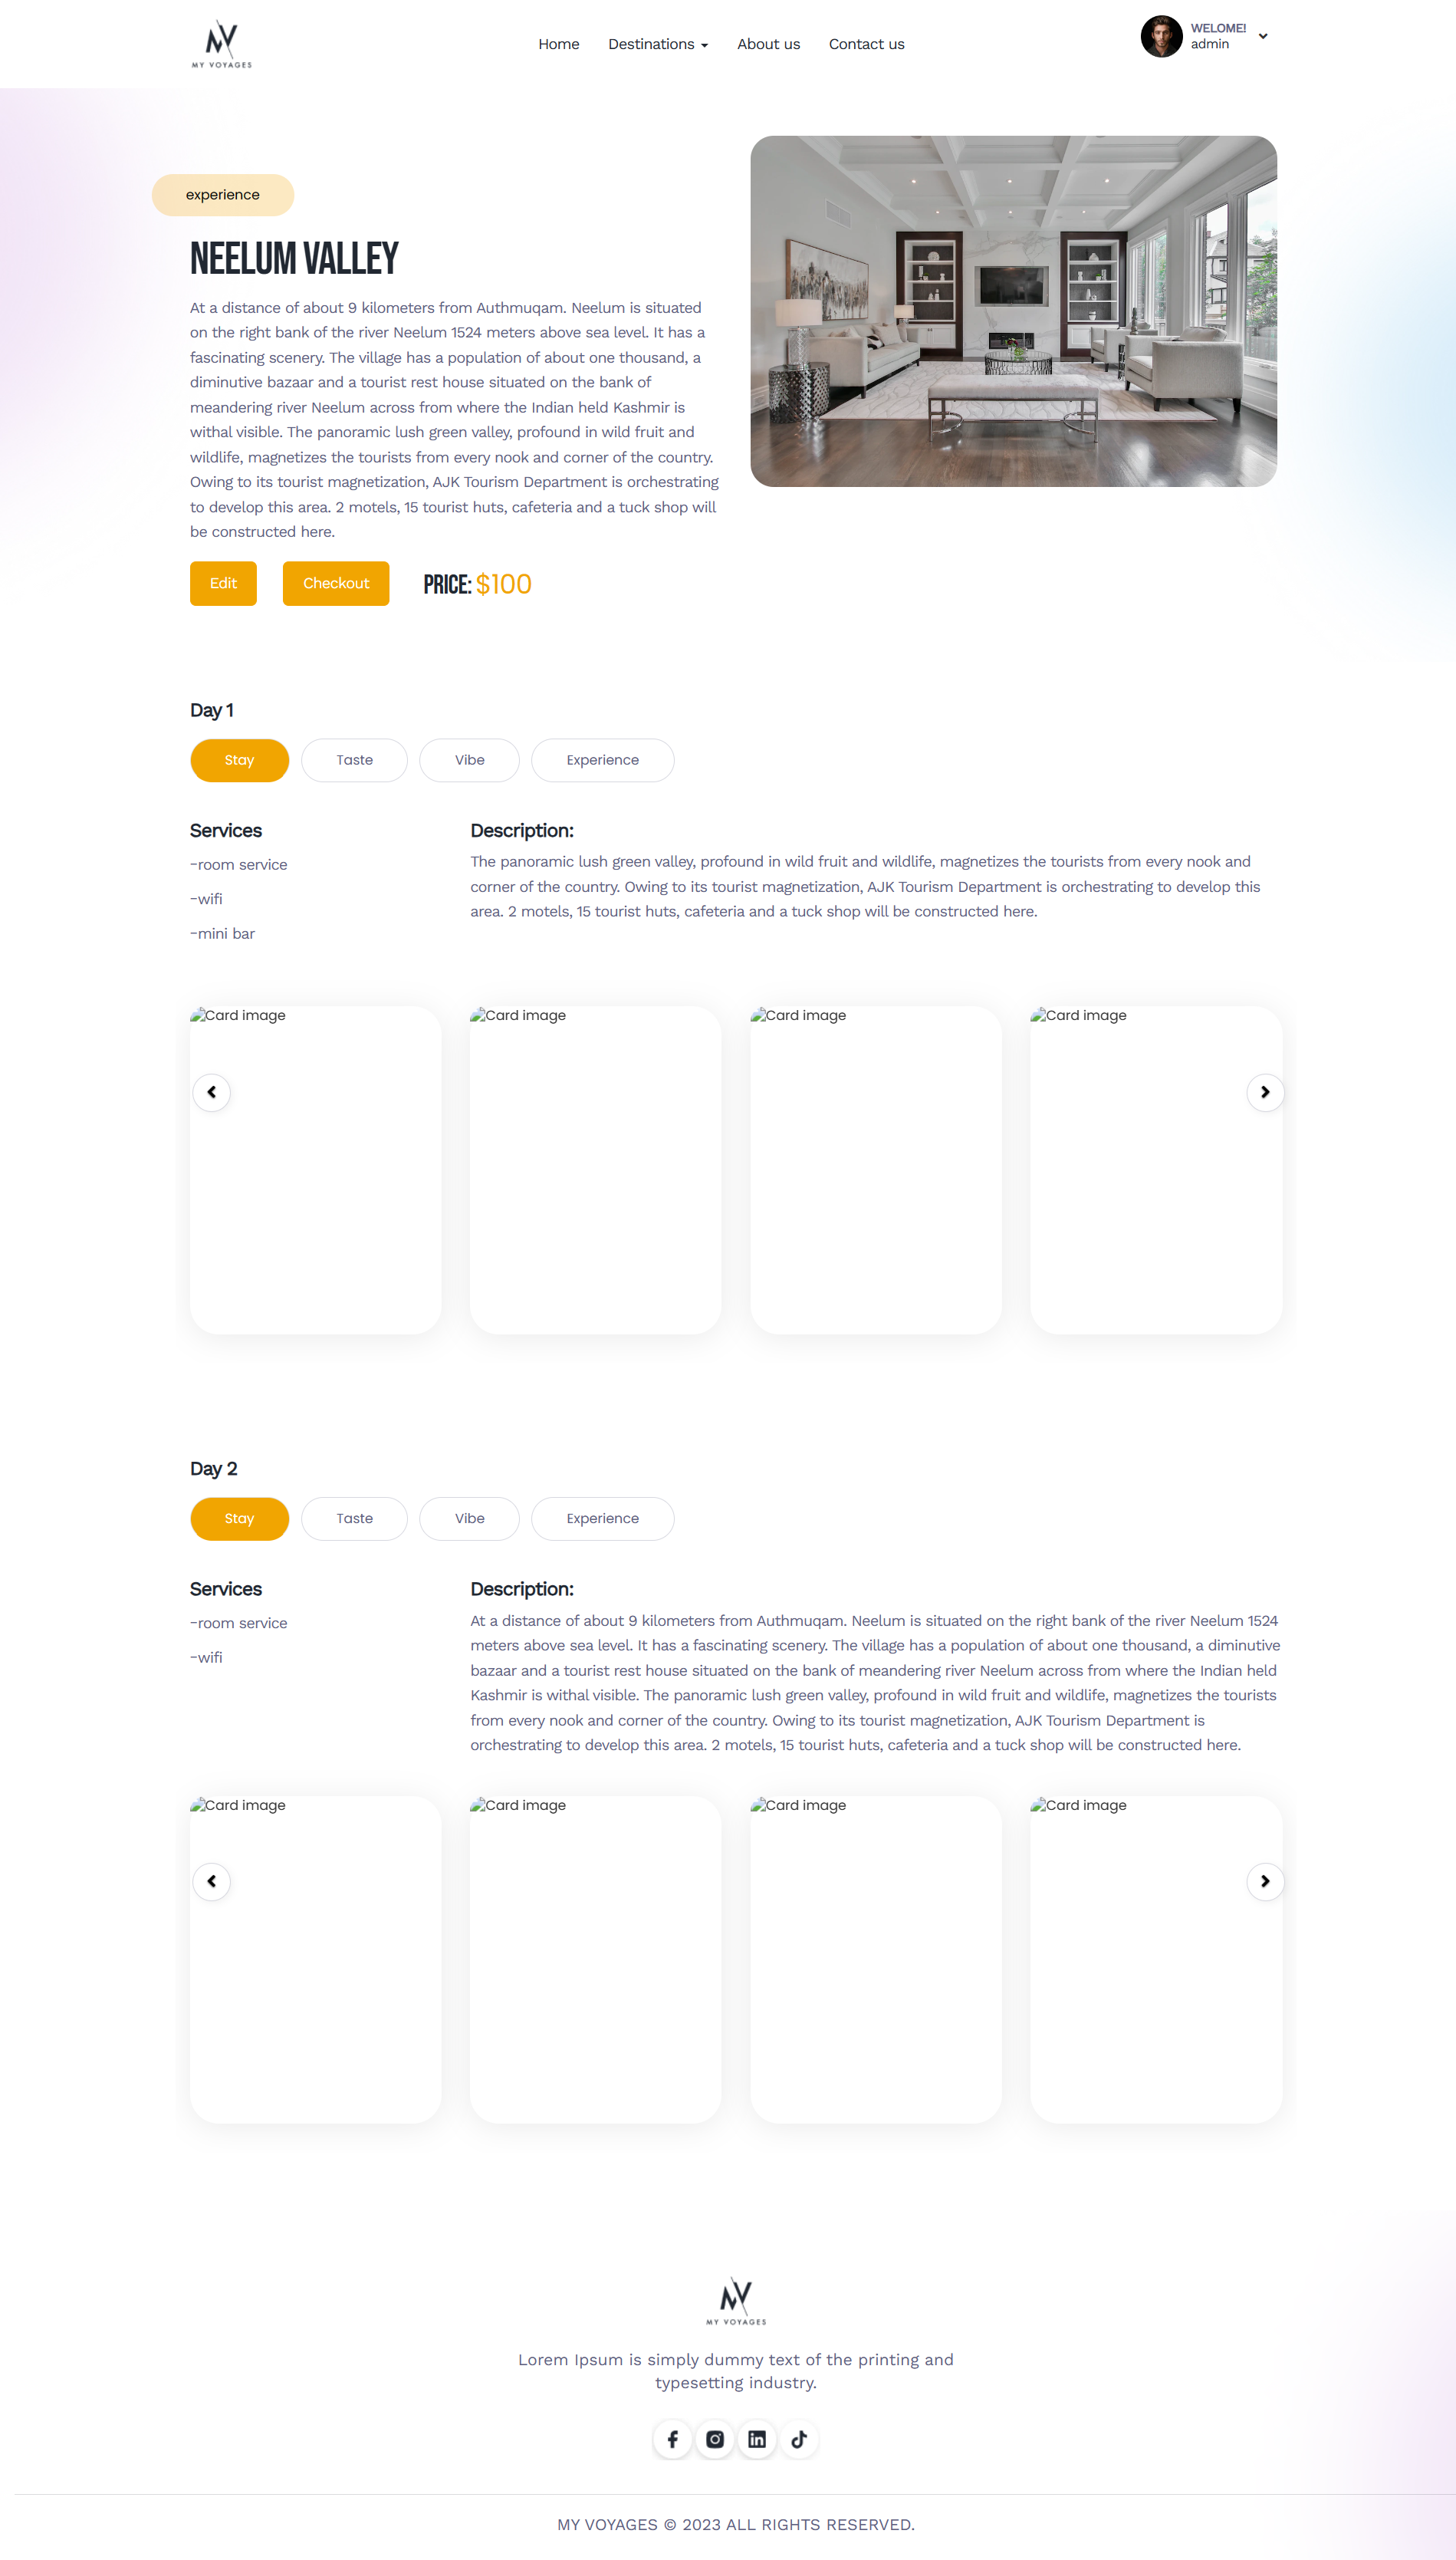 MY VOYAGES
Home Destinations About us Contact us
WELOME!
admin
experience
NEELUM VALLEY
At a distance of about 9 kilometers from Authmuqam. Neelum is situated
on the right bank of the river Neelum 1524 meters above sea level. It has a
fascinating scenery. The village has a population of about one thousand, a
diminutive bazaar and a tourist rest house situated on the bank of
meandering river Neelum across from where the Indian held Kashmir is
withal visible. The panoramic lush green valley, profound in wild fruit and
wildlife, magnetizes the tourists from every nook and corner of the country.
Owing to its tourist magnetization, AJK Tourism Department is orchestrating
to develop this area. 2 motels, 15 tourist huts, cafeteria and a tuck shop will
be constructed here.
Edit Checkout PRICE: $100
Day 1
Stay Taste Vibe Experience
Services
-room service
-wifi
-mini bar
Description:
The panoramic lush green valley, profound in wild fruit and wildlife, magnetizes the tourists from every nook and
corner of the country. Owing to its tourist magnetization, AJK Tourism Department is orchestrating to develop this
area. 2 motels, 15 tourist huts, cafeteria and a tuck shop will be constructed here.
Card image Card image Card image Card image
Day 2
Stay Taste Vibe Experience
Services
-room service
-wifi
Description:
At a distance of about 9 kilometers from Authmuqam. Neelum is situated on the right bank of the river Neelum 1524
meters above sea level. It has a fascinating scenery. The village has a population of about one thousand, a diminutive
bazaar and a tourist rest house situated on the bank of meandering river Neelum across from where the Indian held
Kashmir is withal visible. The panoramic lush green valley, profound in wild fruit and wildlife, magnetizes the tourists
from every nook and corner of the country. Owing to its tourist magnetization, AJK Tourism Department is
orchestrating to develop this area. 2 motels, 15 tourist huts, cafeteria and a tuck shop will be constructed here.
Card image Card image Card image Card image
MY VOYAGES
Lorem Ipsum is simply dummy text of the printing and
typesetting industry.
MY VOYAGES © 2023 ALL RIGHTS RESERVED.